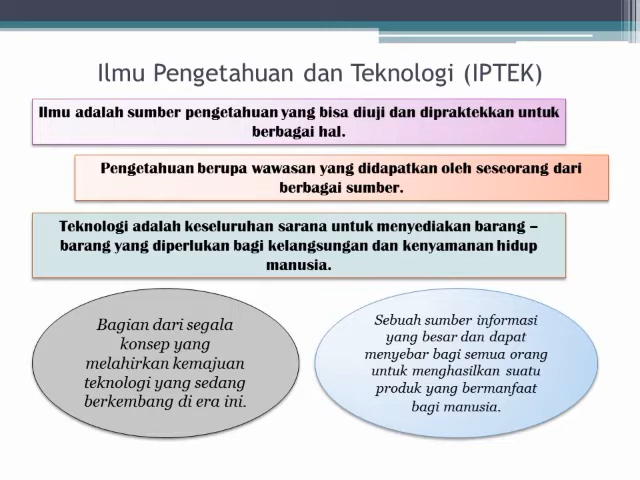 Ilmu Pengetahuan dan Teknologi (IPTEK)
Ilmu adalah sumber pengetahuan yang bisa diuji dan dipraktekkan untuk
berbagai hal.
Pengetahuan berupa wawasan yang didapatkan oleh seseorang dari
berbagai sumber.
Teknologi adalah keseluruhan sarana untuk menyediakan barang –
barang yang diperlukan bagi kelangsungan dan kenyamanan hidup
manusia.
Bagian dari segala
konsep yang
melahirkan kemajuan
teknologi yang sedang
berkembang di era ini.
Sebuah sumber informasi
yang besar dan dapat
menyebar bagi semua orang
untuk menghasilkan suatu
produk yang bermanfaat
bagi manusia.